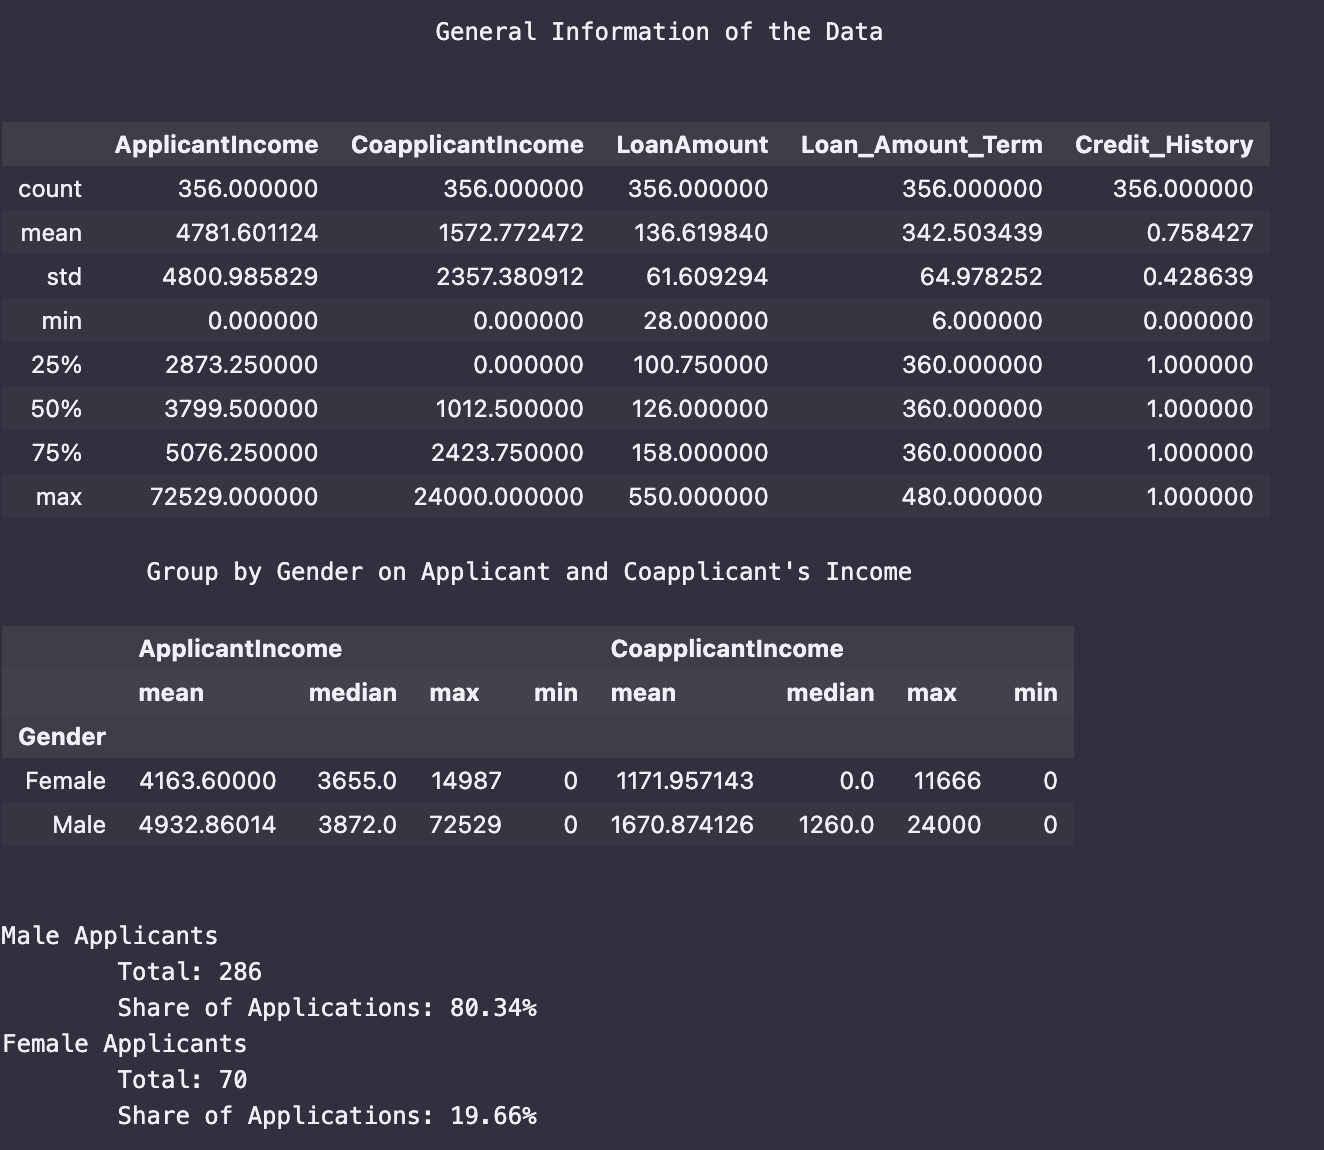 General Information of the Data
ApplicantIncome CoapplicantIncome LoanAmount Loan_Amount_Term Credit_History
count 356.000000 356.000000 356.000000 356.000000 356.000000
mean 4781.601124 1572.772472 136.619840 342.503439 0.758427
std 4800.985829 2357.380912 61.609294 64.978252 0.428639
min 0.000000 0.000000 28.000000 6.000000 0.000000
25% 2873.250000 0.000000 100.750000 360.000000 1.000000
50% 3799.500000 1012.500000 126.000000 360.000000 1.000000
75% 5076.250000 2423.750000 158.000000 360.000000 1.000000
max 72529.000000 24000.000000 550.000000 480.000000 1.000000
Group by Gender on Applicant and Coapplicant's Income
ApplicantIncome CoapplicantIncome
mean median max min mean median max min
Gender
Female 4163.60000 3655.0 14987 0 1171.957143 0.0 11666 0
Male 4932.86014 3872.0 72529 0 1670.874126 1260.0 24000 0
Male Applicants
Total: 286
Share of Applications: 80.34%
Female Applicants
Total: 70
Share of Applications: 19.66%